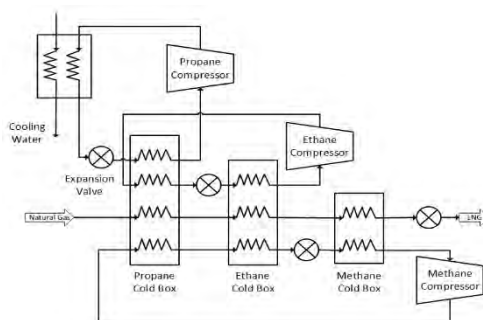 Propane
Compressor
Cooling
Water
Ethane
Compressor
Expansion
Valve
Natural Gas
LNG
Propane
Cold Box
Ethane
Cold Box
Methane
Cold Box
Methane
Compressor